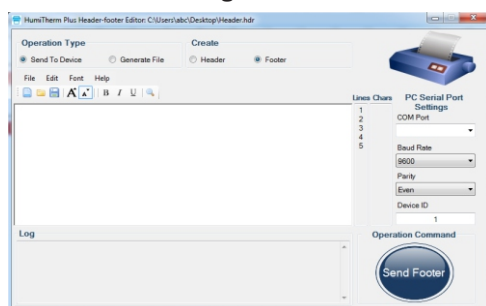 HumiTherm Plus Header-footer Editor: C:\Users\abc\Desktop\Header.hdr
Operation Type
Create
Send To Device
Generate File
Header
Footer
File Edit Font Help
A A B I U
Lines Chars
1
2
3
4
5
PC Serial Port
Settings
COM Port
Baud Rate
9600
Parity
Even
Device ID
1
Log
Operation Command
Send Footer